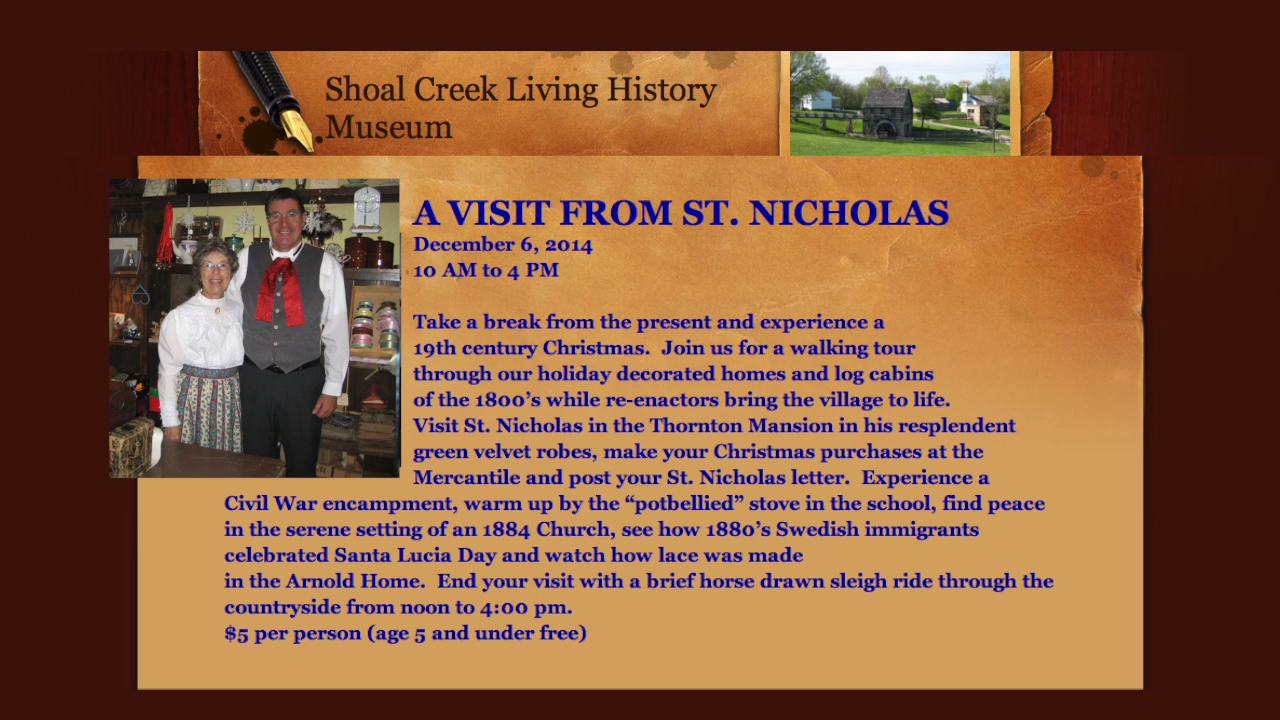 Shoal Creek Living History
Museum
A VISIT FROM ST. NICHOLAS
December 6, 2014
10 AM to 4 PM
Take a break from the present and experience a
19th century Christmas.  Join us for a walking tour
through our holiday decorated homes and log cabins
of the 1800’s while re-enactors bring the village to life.
Visit St. Nicholas in the Thornton Mansion in his resplendent
green velvet robes, make your Christmas purchases at the
Mercantile and post your St. Nicholas letter.  Experience a
Civil War encampment, warm up by the “potbellied” stove in the school, find peace
in the serene setting of an 1884 Church, see how 1880’s Swedish immigrants
celebrated Santa Lucia Day and watch how lace was made
in the Arnold Home.  End your visit with a brief horse drawn sleigh ride through the
countryside from noon to 4:00 pm.
$5 per person (age 5 and under free)